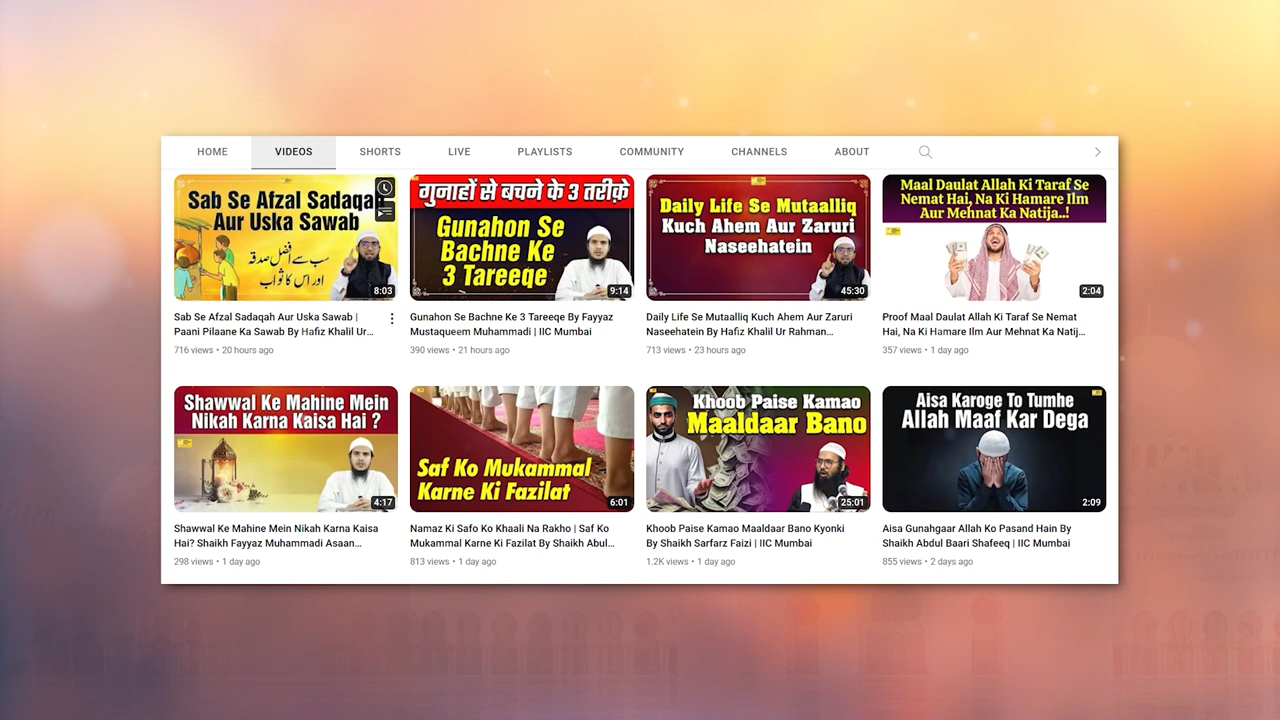 HOME VIDEOS SHORTS LIVE PLAYLISTS COMMUNITY CHANNELS ABOUT
Sab Se Afzal Sadaqah
Aur Uska Sawab
سب سے افضل صدقہ
اور اس کا ثواب
8:03
गुनाहों से बचने के 3 तरीक़े
Gunahon Se
Bachne Ke
3 Tareeqe
9:14
Daily Life Se Mutaalliq
Kuch Ahem Aur Zaruri
Naseehatein
45:30
Maal Daulat Allah Ki Taraf Se
Nemat Hai, Na Ki Hamare Ilm
Aur Mehnat Ka Natija..!
2:04
Sab Se Afzal Sadaqah Aur Uska Sawab |
Paani Pilaane Ka Sawab By Hafiz Khalil Ur...
716 views • 20 hours ago
Gunahon Se Bachne Ke 3 Tareeqe By Fayyaz
Mustaqueem Muhammadi | IIC Mumbai
390 views • 21 hours ago
Daily Life Se Mutaalliq Kuch Ahem Aur Zaruri
Naseehatein By Hafiz Khalil Ur Rahman...
713 views • 23 hours ago
Proof Maal Daulat Allah Ki Taraf Se Nemat
Hai, Na Ki Hamare Ilm Aur Mehnat Ka Natij...
357 views • 1 day ago
Shawwal Ke Mahine Mein
Nikah Karna Kaisa Hai ?
4:17
Saf Ko Mukammal
Karne Ki Fazilat
6:01
Khoob Paise Kamao
Maaldaar Bano
25:01
Aisa Karoge To Tumhe
Allah Maaf Kar Dega
2:09
Shawwal Ke Mahine Mein Nikah Karna Kaisa
Hai? Shaikh Fayyaz Muhammadi Asaan...
298 views • 1 day ago
Namaz Ki Safo Ko Khaali Na Rakho | Saf Ko
Mukammal Karne Ki Fazilat By Shaikh Abul...
813 views • 1 day ago
Khoob Paise Kamao Maaldaar Bano Kyonki
By Shaikh Sarfarz Faizi | IIC Mumbai
1.2K views • 1 day ago
Aisa Gunahgaar Allah Ko Pasand Hain By
Shaikh Abdul Baari Shafeeq | IIC Mumbai
855 views • 2 days ago